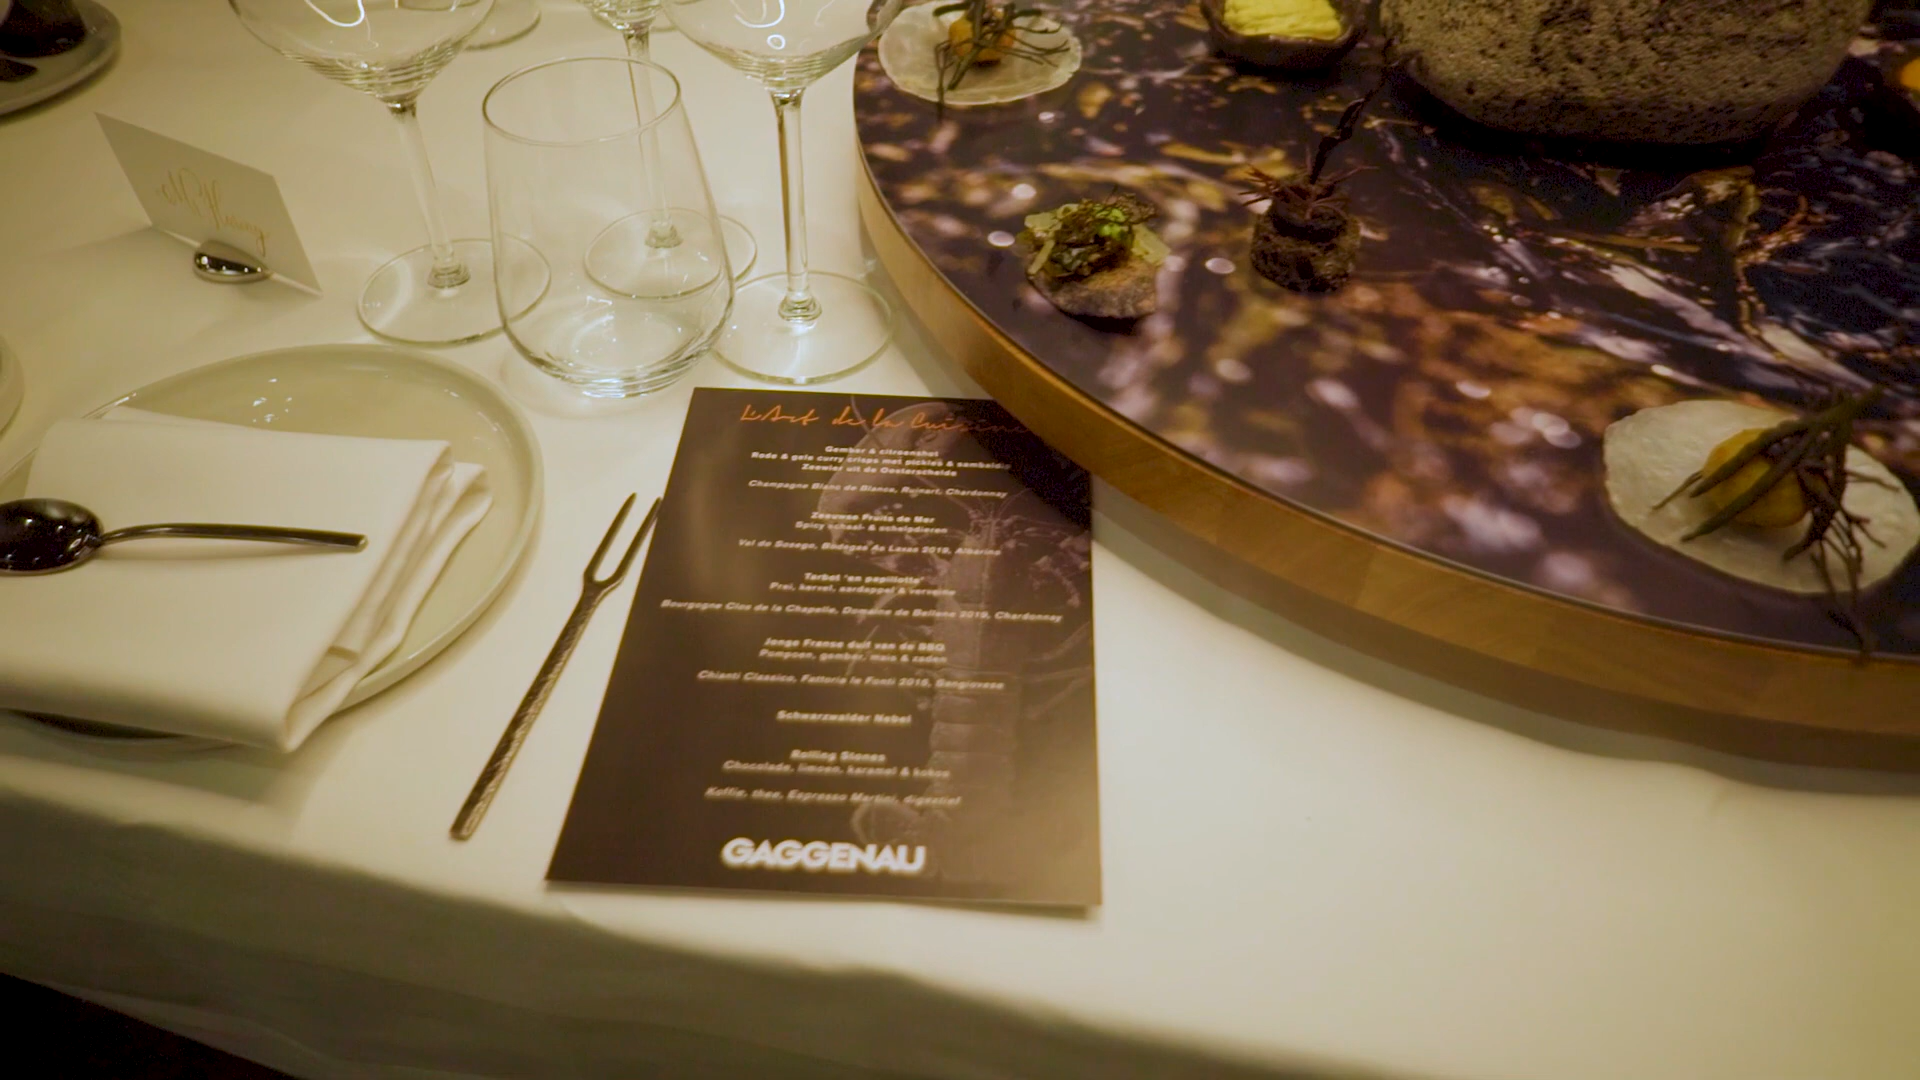 L'Art de la Cuisine
Gember & citroenshot
Rode & gele curry crisps met pickles & sambal
Zeewier uit de Oosterschelde
Champagne Blanc de Blancs, Ruinart, Chardonnay
Zeeuwse Fruits de Mer
Spicy schaal- & schelpdieren
Val do Sosego, Bodegas As Laxas 2018, Albarino
Tarbot 'en papillotte'
Prei, kervel, aardappel & verveine
Bourgogne Clos de la Chapelle, Domaine de Bellene 2019, Chardonnay
Jonge Franse duif van de BBQ
Pompoen, gember, mais & zaden
Chianti Classico, Fattoria le Fonti 2015, Sangiovese
Schwarzwalder Nebel
Rolling Stones
Chocolade, limoen, karamel & kokos
Koffie, thee, Espresso Martini, digestief
GAGGENAU